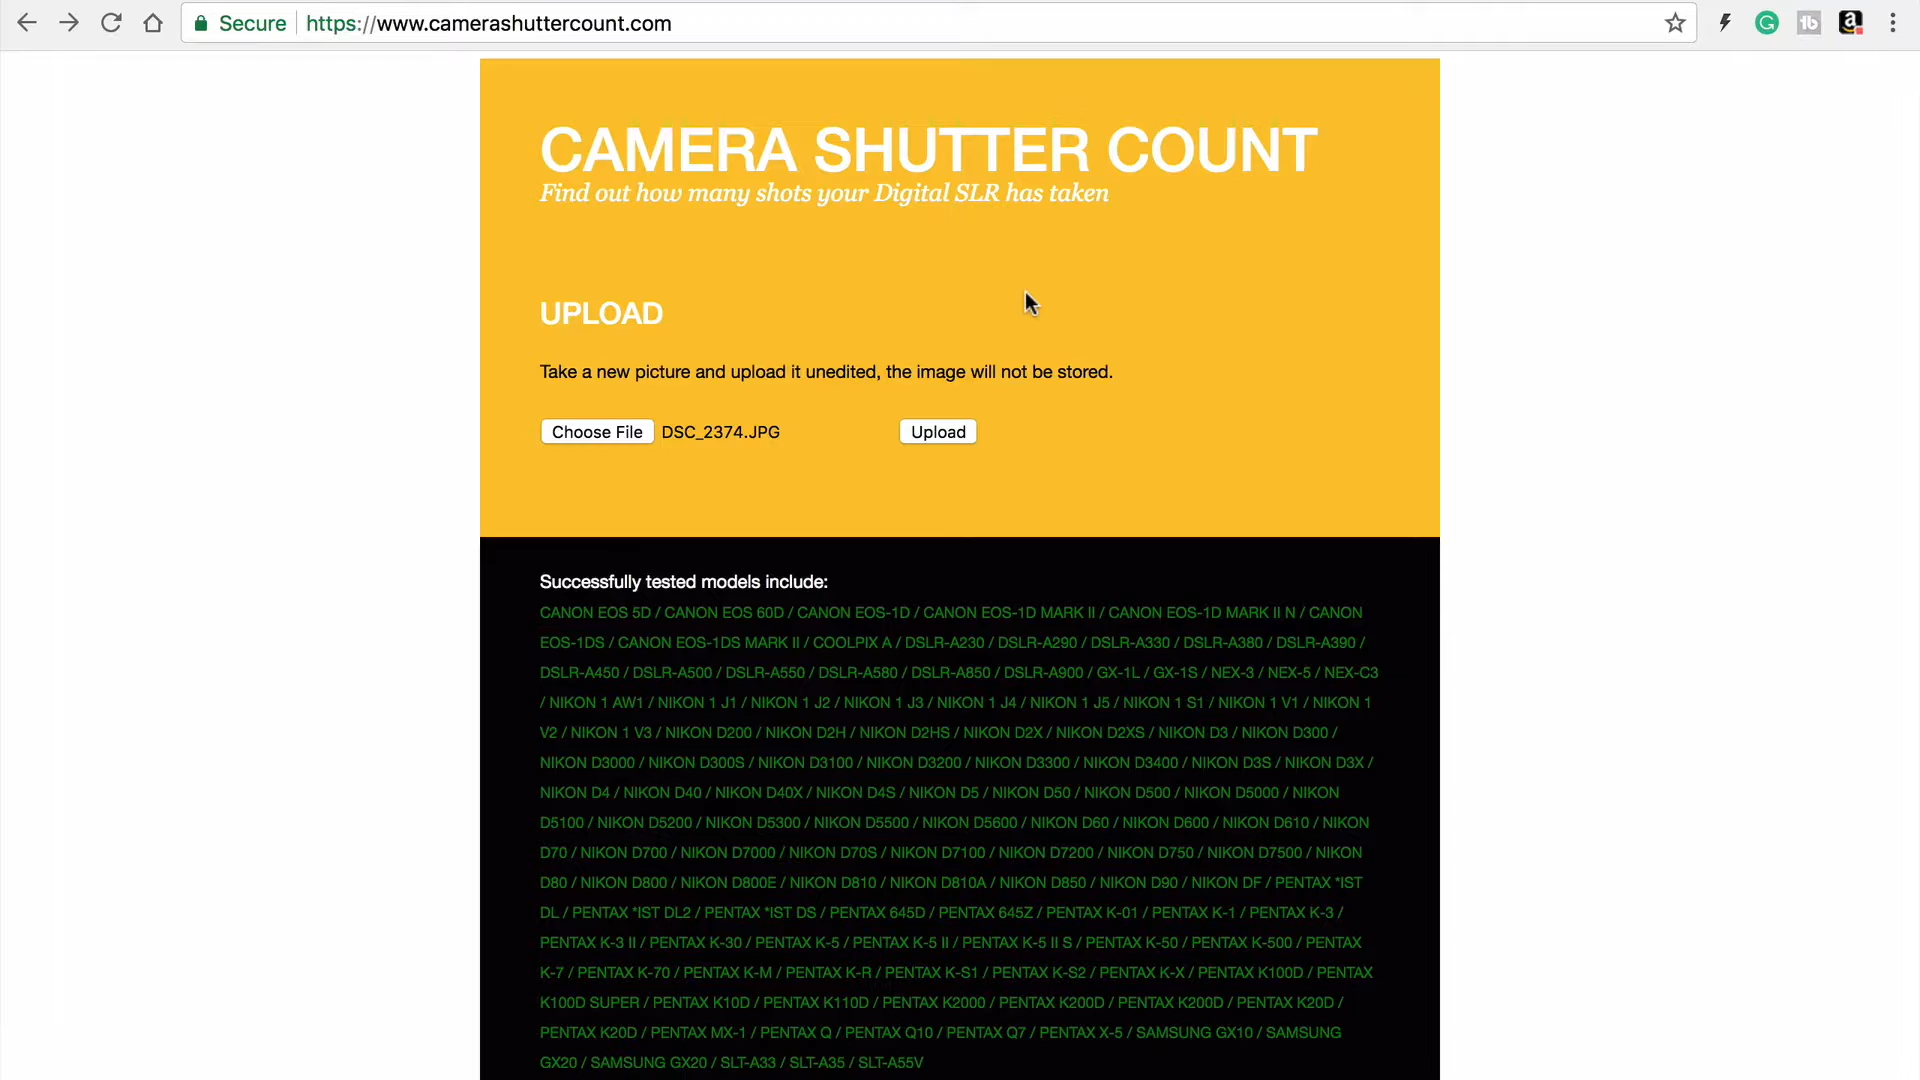 Secure https://www.camerashuttercount.com
CAMERA SHUTTER COUNT
Find out how many shots your Digital SLR has taken
UPLOAD
Take a new picture and upload it unedited, the image will not be stored.
Choose File DSC_2374.JPG Upload
Successfully tested models include:
CANON EOS 5D / CANON EOS 60D / CANON EOS-1D / CANON EOS-1D MARK II / CANON EOS-1D MARK II N / CANON
EOS-1DS / CANON EOS-1DS MARK II / COOLPIX A / DSLR-A230 / DSLR-A290 / DSLR-A330 / DSLR-A380 / DSLR-A390 /
DSLR-A450 / DSLR-A500 / DSLR-A550 / DSLR-A580 / DSLR-A850 / DSLR-A900 / GX-1L / GX-1S / NEX-3 / NEX-5 / NEX-C3
/ NIKON 1 AW1 / NIKON 1 J1 / NIKON 1 J2 / NIKON 1 J3 / NIKON 1 J4 / NIKON 1 J5 / NIKON 1 S1 / NIKON 1 V1 / NIKON 1
V2 / NIKON 1 V3 / NIKON D200 / NIKON D2H / NIKON D2HS / NIKON D2X / NIKON D2XS / NIKON D3 / NIKON D300 /
NIKON D3000 / NIKON D300S / NIKON D3100 / NIKON D3200 / NIKON D3300 / NIKON D3400 / NIKON D3S / NIKON D3X /
NIKON D4 / NIKON D40 / NIKON D40X / NIKON D4S / NIKON D5 / NIKON D50 / NIKON D500 / NIKON D5000 / NIKON
D5100 / NIKON D5200 / NIKON D5300 / NIKON D5500 / NIKON D5600 / NIKON D60 / NIKON D600 / NIKON D610 / NIKON
D70 / NIKON D700 / NIKON D7000 / NIKON D70S / NIKON D7100 / NIKON D7200 / NIKON D750 / NIKON D7500 / NIKON
D80 / NIKON D800 / NIKON D800E / NIKON D810 / NIKON D810A / NIKON D850 / NIKON D90 / NIKON DF / PENTAX *IST
DL / PENTAX *IST DL2 / PENTAX *IST DS / PENTAX 645D / PENTAX 645Z / PENTAX K-01 / PENTAX K-1 / PENTAX K-3 /
PENTAX K-3 II / PENTAX K-30 / PENTAX K-5 / PENTAX K-5 II / PENTAX K-5 II S / PENTAX K-50 / PENTAX K-500 / PENTAX
K-7 / PENTAX K-70 / PENTAX K-M / PENTAX K-R / PENTAX K-S1 / PENTAX K-S2 / PENTAX K-X / PENTAX K100D / PENTAX
K100D SUPER / PENTAX K10D / PENTAX K110D / PENTAX K2000 / PENTAX K200D / PENTAX K200D / PENTAX K20D /
PENTAX K20D / PENTAX MX-1 / PENTAX Q / PENTAX Q10 / PENTAX Q7 / PENTAX X-5 / SAMSUNG GX10 / SAMSUNG
GX20 / SAMSUNG GX20 / SLT-A33 / SLT-A35 / SLT-A55V